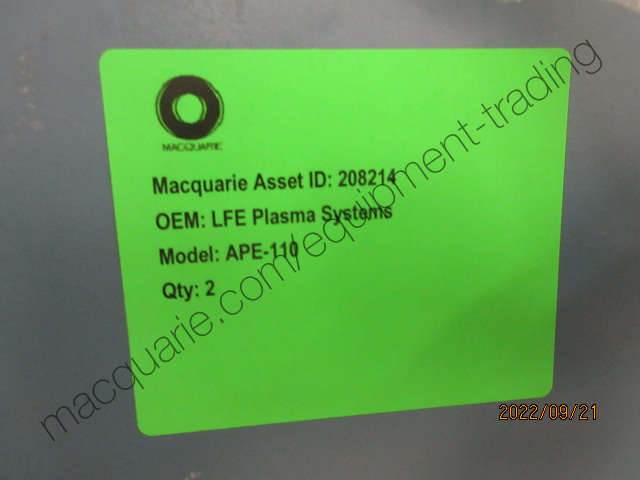 MACQUARIE
Macquarie Asset ID: 208214
OEM: LFE Plasma Systems
Model: APE-110
Qty: 2
macquarie.com/equipment-trading
2022/09/21